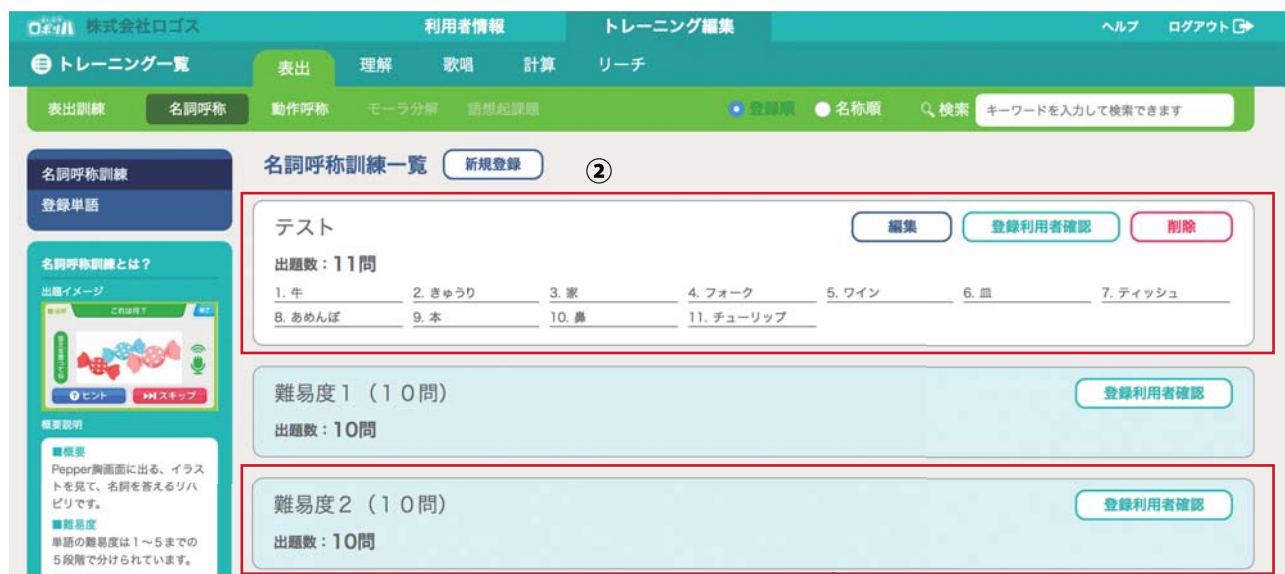 ロゴリハ 株式会社ロゴス 利用者情報 トレーニング編集 ヘルプ ログアウト
トレーニング一覧 表出 理解 歌唱 計算 リーチ
表出訓練 名詞呼称 動作呼称 モーラ分解 語想起課題 登録順 名称順 検索 キーワードを入力して検索できます
名詞呼称訓練
登録単語
名詞呼称訓練とは？
出題イメージ
これは何？
ヒント スキップ
概要説明
■概要
Pepper胸画面に出る、イラス
トを見て、名詞を答えるリハ
ビリです。
■難易度
単語の難易度は1〜5までの
5段階で分けられています。
名詞呼称訓練一覧 新規登録 ②
テスト 編集 登録利用者確認 削除
出題数：11問
1. 牛 2. きゅうり 3. 家 4. フォーク 5. ワイン 6. 皿 7. ティッシュ
8. あめんぼ 9. 本 10. 鼻 11. チューリップ
難易度１（１０問） 登録利用者確認
出題数：10問
難易度２（１０問） 登録利用者確認
出題数：10問